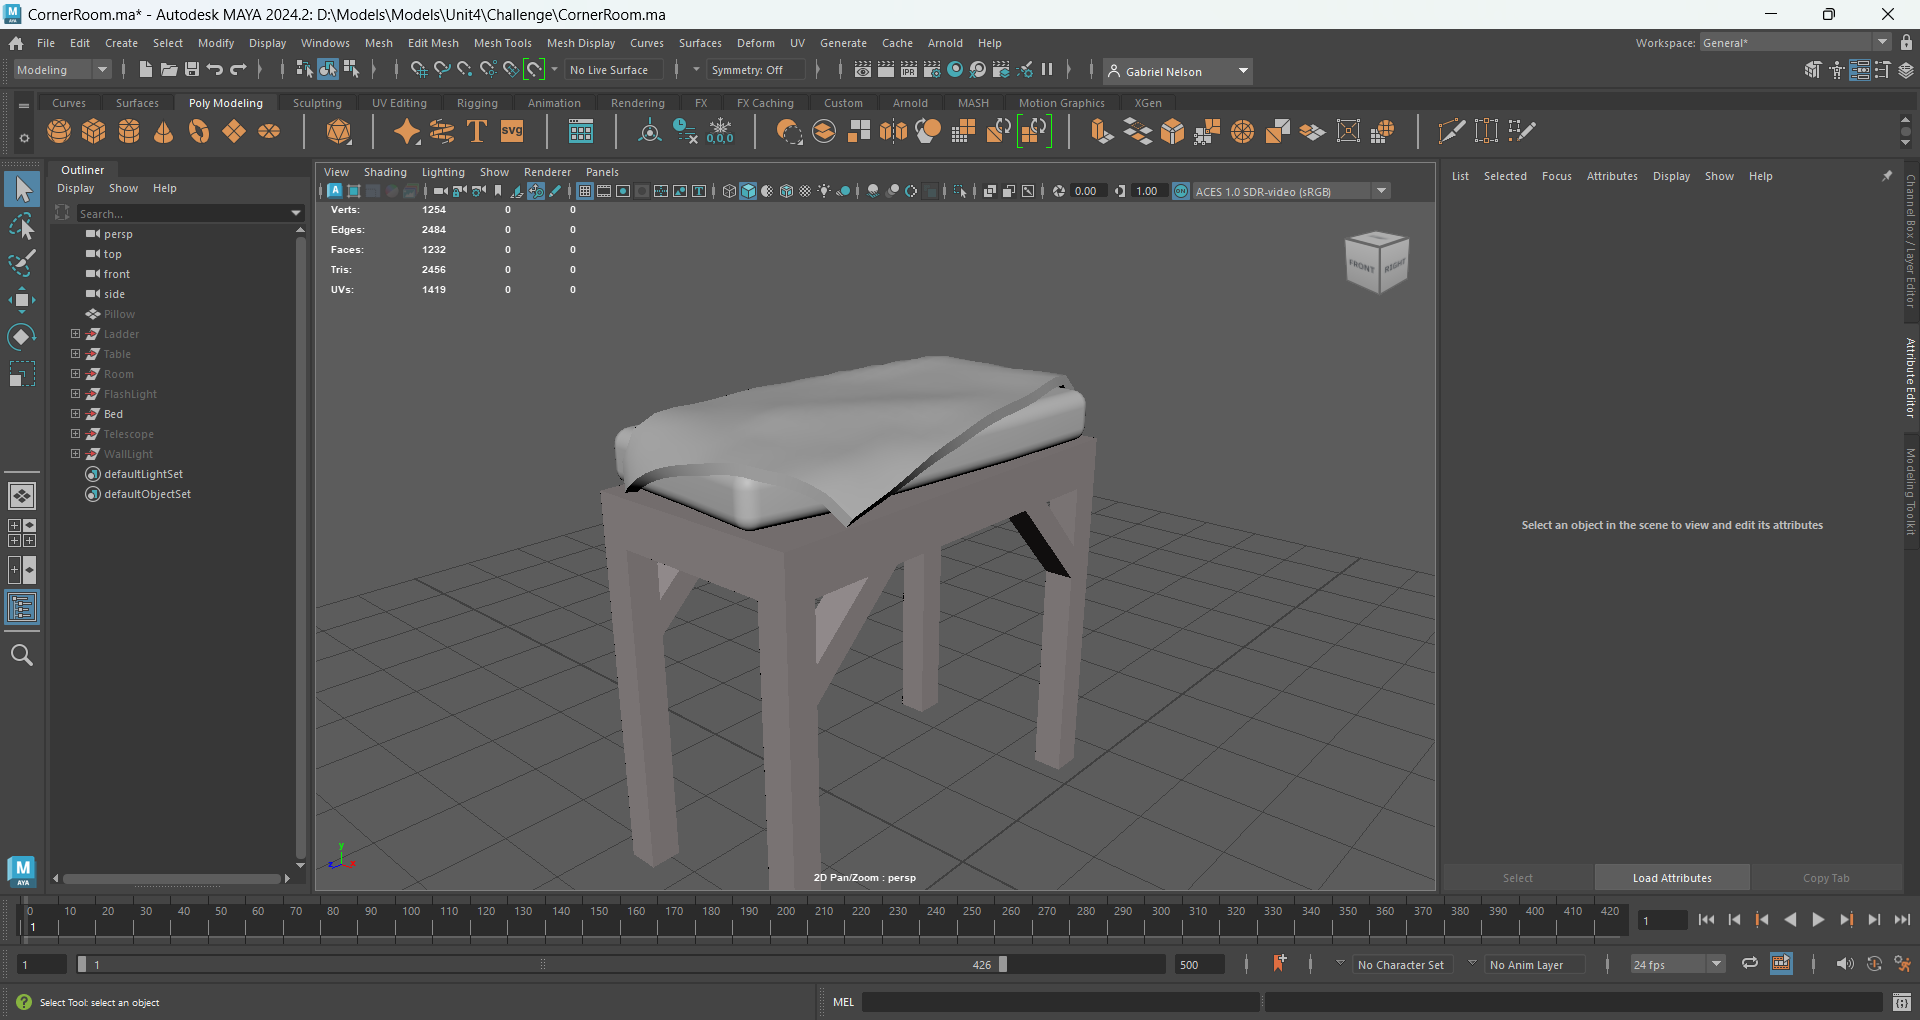 CornerRoom.ma* - Autodesk MAYA 2024.2: D:\Models\Models\Unit4\Challenge\CornerRoom.ma
File Edit Create Select Modify Display Windows Mesh Edit Mesh Mesh Tools Mesh Display Curves Surfaces Deform UV Generate Cache Arnold Help
Workspace: General*
Modeling No Live Surface Symmetry: Off Gabriel Nelson
Curves Surfaces Poly Modeling Sculpting UV Editing Rigging Animation Rendering FX FX Caching Custom Arnold MASH Motion Graphics XGen
Outliner
Display Show Help
Search...
persp
top
front
side
Pillow
Ladder
Table
Room
FlashLight
Bed
Telescope
WallLight
defaultLightSet
defaultObjectSet
View Shading Lighting Show Renderer Panels
0.00 1.00 ACES 1.0 SDR-video (sRGB)
Verts: 1254 0 0
Edges: 2484 0 0
Faces: 1232 0 0
Tris: 2456 0 0
UVs: 1419 0 0
FRONT RIGHT
2D Pan/Zoom : persp
List Selected Focus Attributes Display Show Help
Select an object in the scene to view and edit its attributes
Select Load Attributes Copy Tab
Channel Box / Layer Editor
Attribute Editor
Modeling Toolkit
0 10 20 30 40 50 60 70 80 90 100 110 120 130 140 150 160 170 180 190 200 210 220 230 240 250 260 270 280 290 300 310 320 330 340 350 360 370 380 390 400 410 420
1
1
1 1 426 500 No Character Set No Anim Layer 24 fps
Select Tool: select an object
MEL